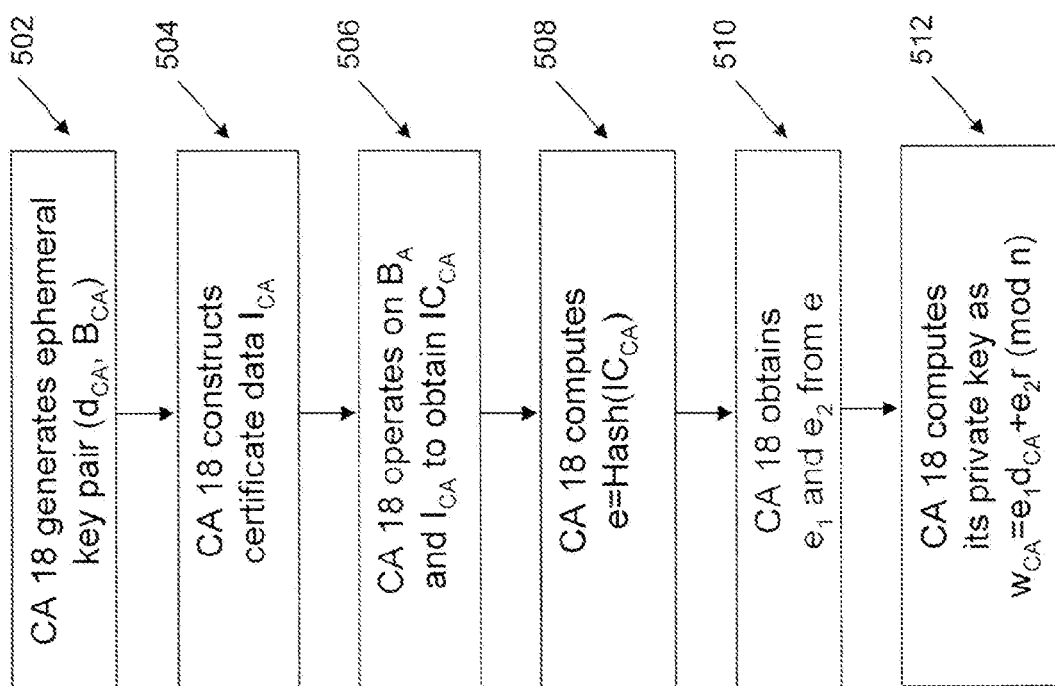 502
CA 18 generates ephemeral
key pair (d_CA, B_CA)
504
CA 18 constructs
certificate data I_CA
506
CA 18 operates on B_A
and I_CA to obtain IC_CA
508
CA 18 computes
e=Hash(IC_CA)
510
CA 18 obtains
e_1 and e_2 from e
512
CA 18 computes
its private key as
w_CA=e_1d_CA+e_2r (mod n)